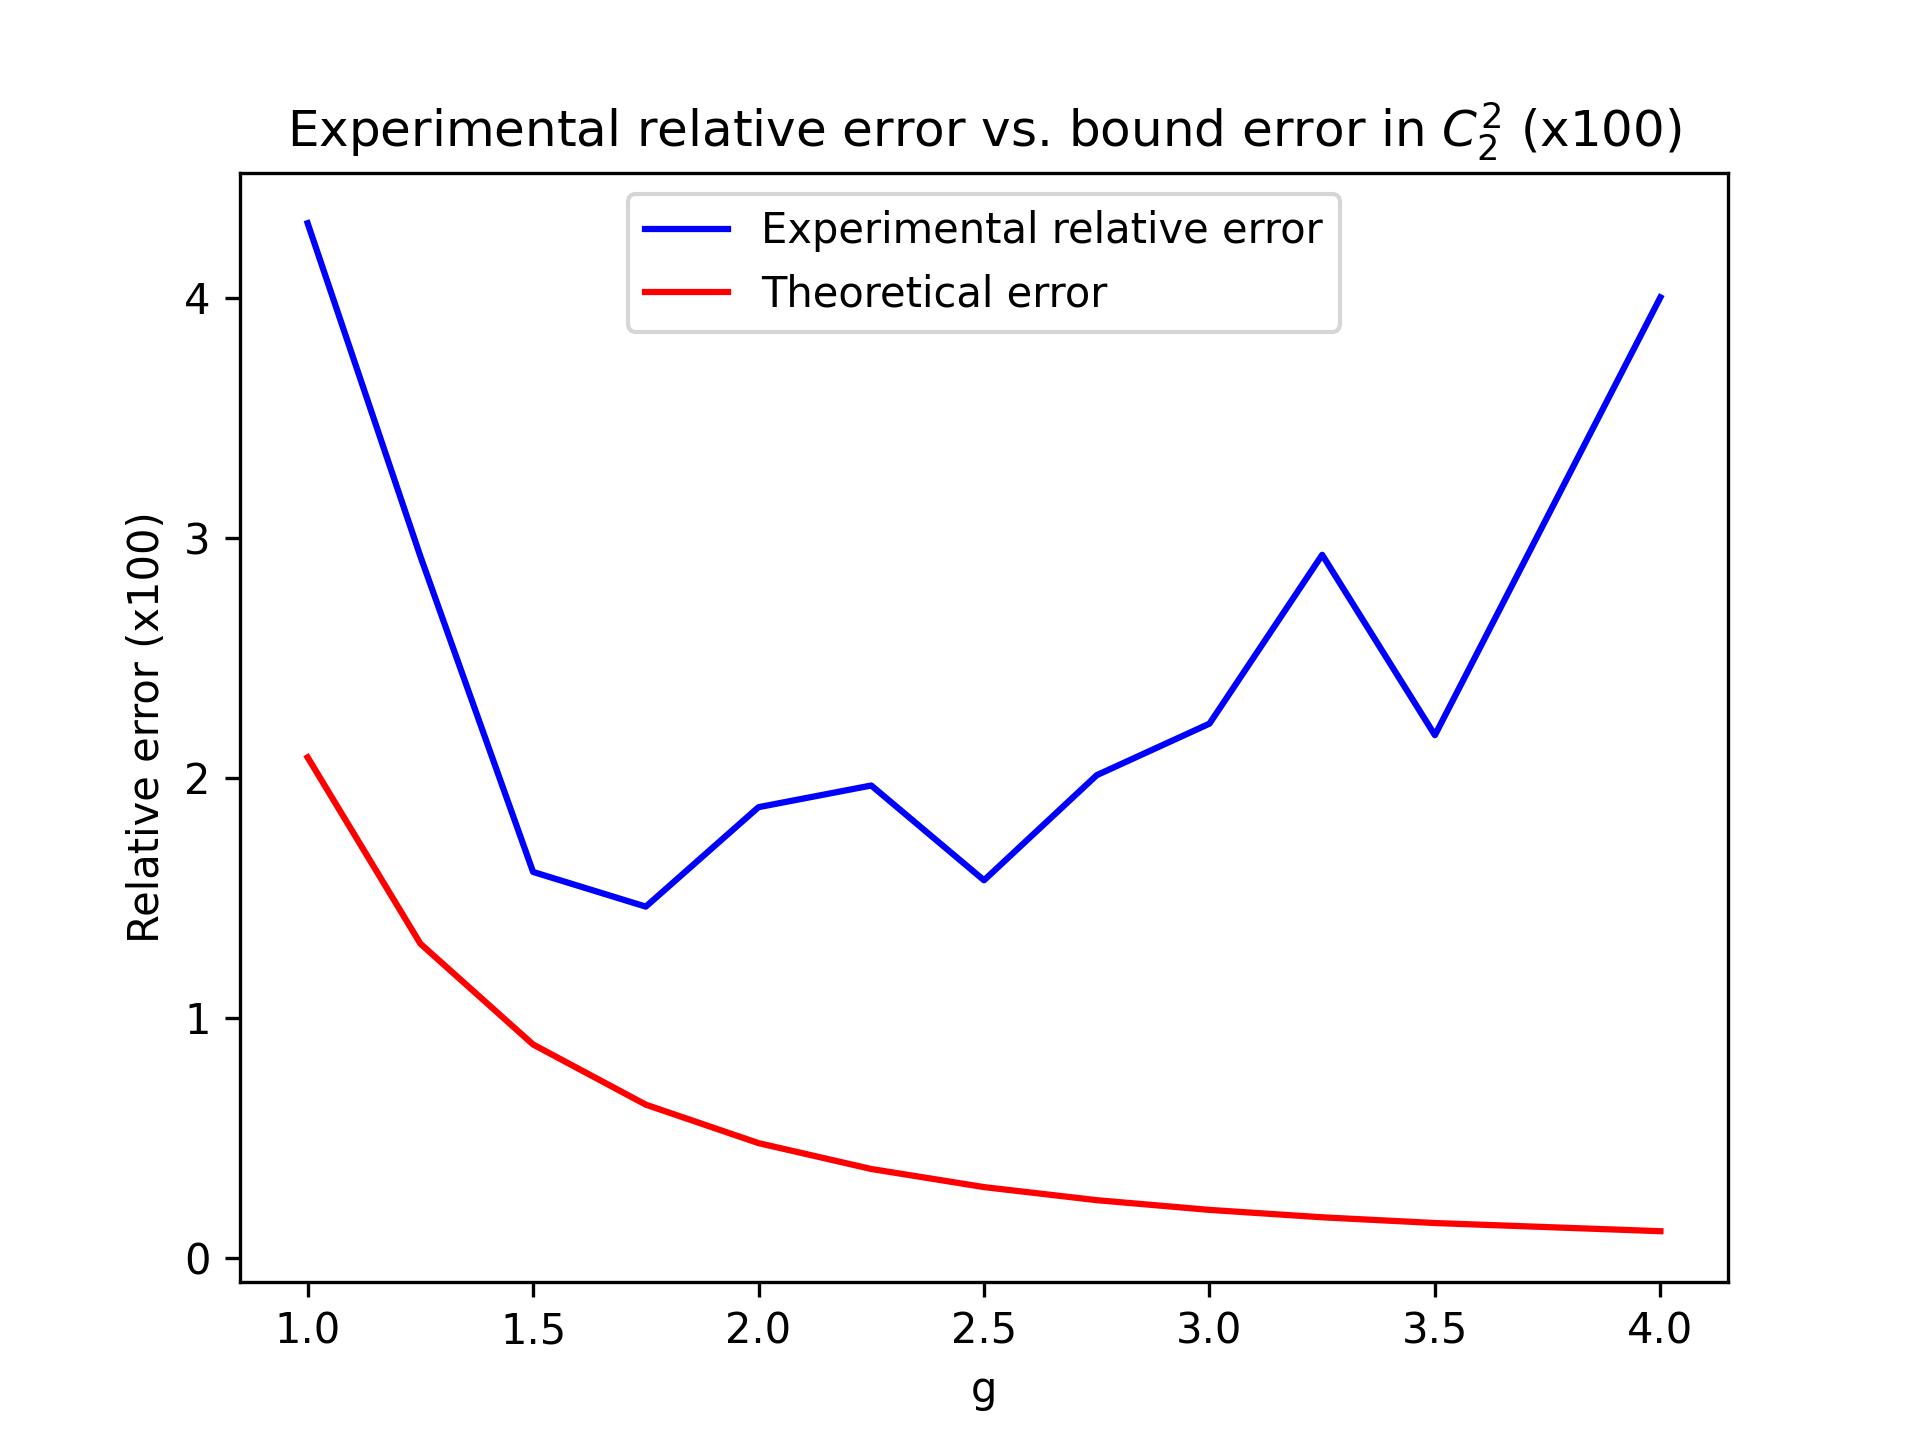 Experimental relative error vs. bound error in $C_2^2$ (x100)
Experimental relative error
Theoretical error
Relative error (x100)
4
3
2
1
0
1.0 1.5 2.0 2.5 3.0 3.5 4.0
g